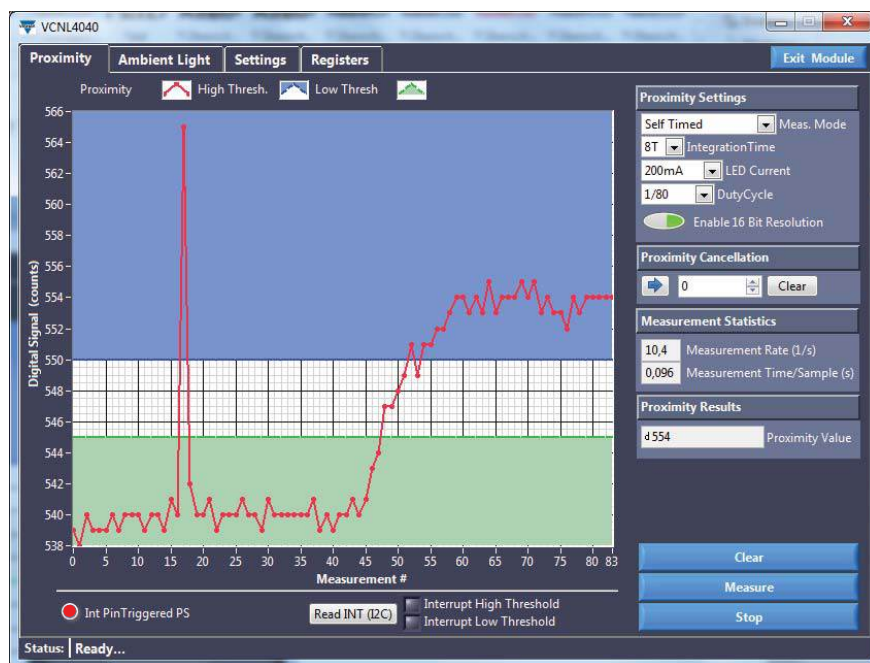 VCNL4040
Proximity Ambient Light Settings Registers
Exit Module
Proximity High Thresh. Low Thresh
566
564
562
560
558
556
554
552
550
548
546
544
542
540
538
Digital Signal (counts)
0 5 10 15 20 25 30 35 40 45 50 55 60 65 70 75 80 83
Measurement #
Int PinTriggered PS
Read INT (I2C)
Interrupt High Threshold
Interrupt Low Threshold
Proximity Settings
Self Timed Meas. Mode
8T IntegrationTime
200mA LED Current
1/80 DutyCycle
Enable 16 Bit Resolution
Proximity Cancellation
0 Clear
Measurement Statistics
10,4 Measurement Rate (1/s)
0,096 Measurement Time/Sample (s)
Proximity Results
d 554 Proximity Value
Clear
Measure
Stop
Status: Ready...